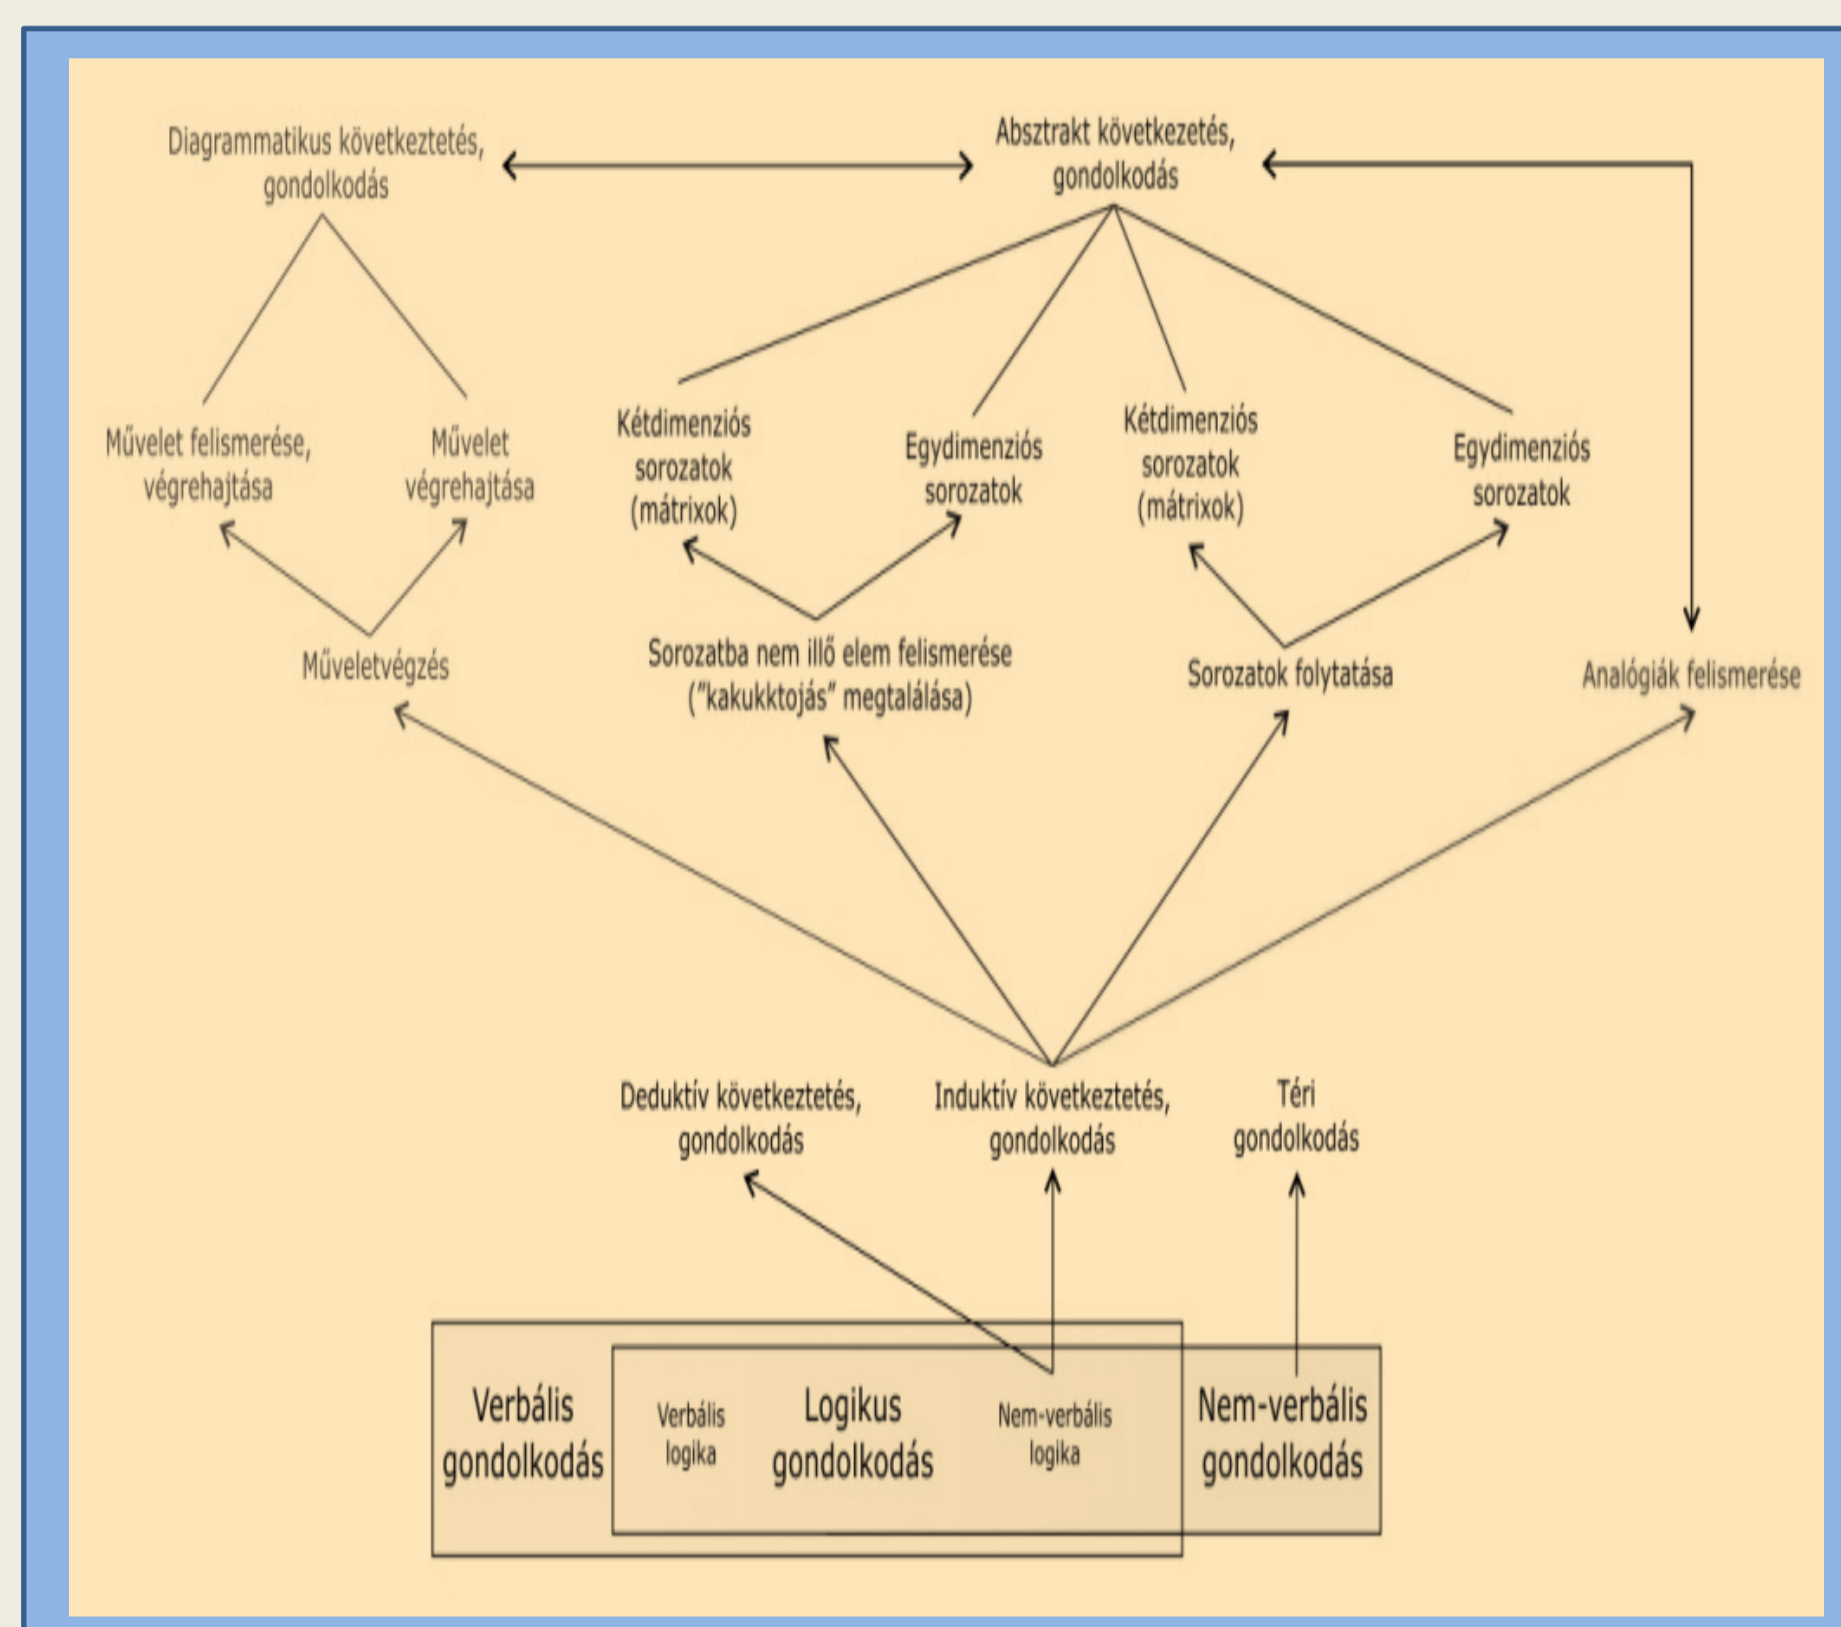 Diagrammatikus következtetés,
gondolkodás
Absztrakt következetés,
gondolkodás
Művelet felismerése,
végrehajtása
Művelet
végrehajtása
Kétdimenziós
sorozatok
(mátrixok)
Egydimenziós
sorozatok
Kétdimenziós
sorozatok
(mátrixok)
Egydimenziós
sorozatok
Műveletvégzés
Sorozatba nem illő elem felismerése
("kakukktojás" megtalálása)
Sorozatok folytatása
Analógiák felismerése
Deduktív következtetés,
gondolkodás
Induktív következtetés,
gondolkodás
Téri
gondolkodás
Verbális
gondolkodás
Verbális
logika
Logikus
gondolkodás
Nem-verbális
logika
Nem-verbális
gondolkodás